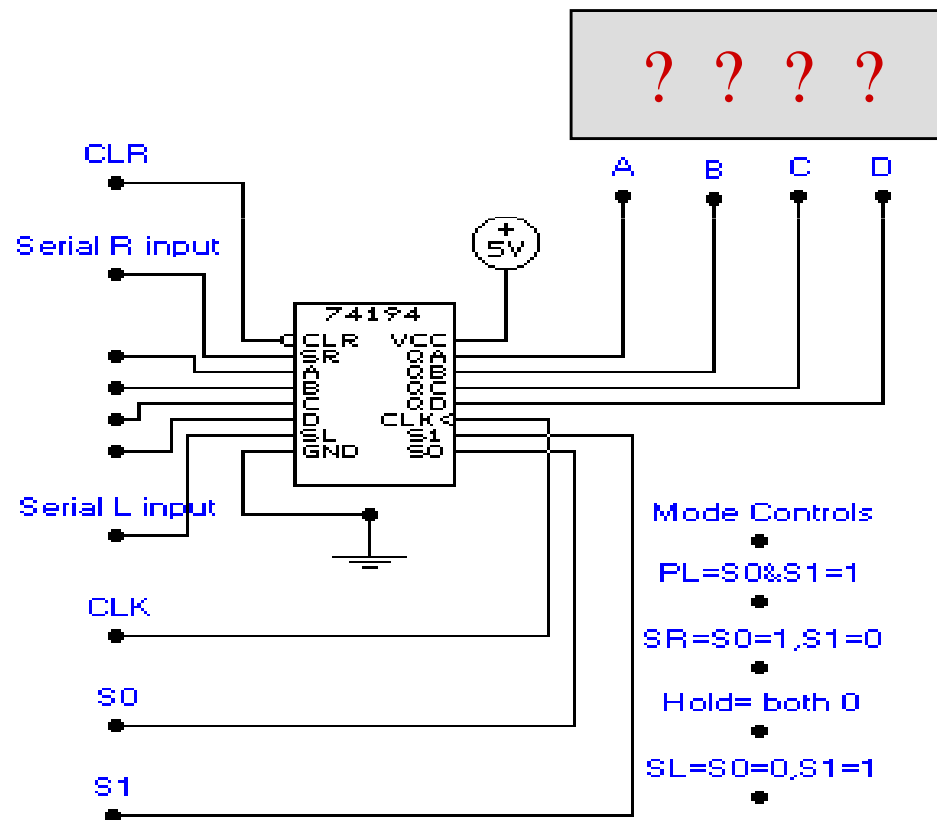 ? ? ? ?
CLR
A B C D
Serial R input
+
5V
74194
CLR VCC
SR QA
A QB
B QC
C QD
D CLK<
SL S1
GND S0
Serial L input
Mode Controls
PL=S0&S1=1
CLK
SR=S0=1,S1=0
S0
Hold= both 0
SL=S0=0,S1=1
S1